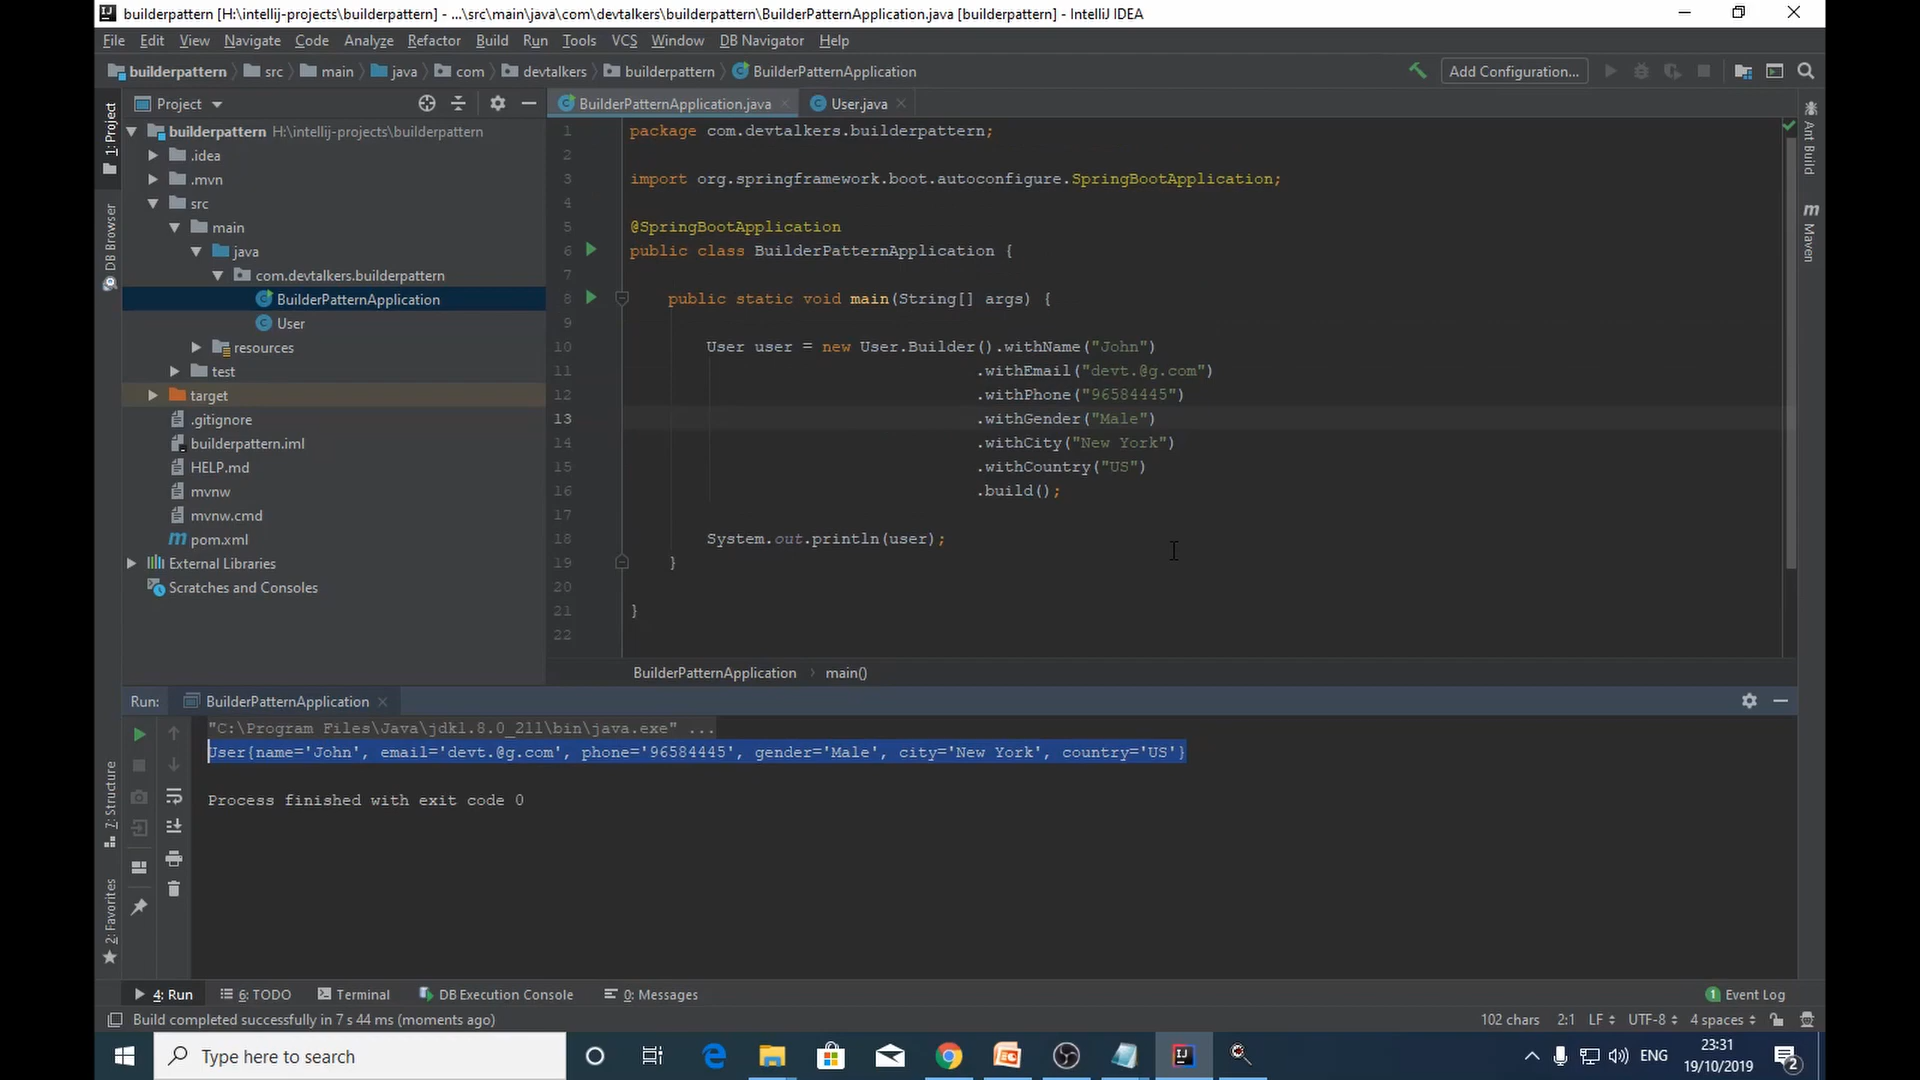 builderpattern [H:\intellij-projects\builderpattern] - ...\src\main\java\com\devtalkers\builderpattern\BuilderPatternApplication.java [builderpattern] - IntelliJ IDEA
File Edit View Navigate Code Analyze Refactor Build Run Tools VCS Window DB Navigator Help
builderpattern src main java com devtalkers builderpattern BuilderPatternApplication
Add Configuration...
Project
BuilderPatternApplication.java
User.java
1: Project
DB Browser
7: Structure
2: Favorites
Ant Build
m Maven
builderpattern H:\intellij-projects\builderpattern
.idea
.mvn
src
main
java
com.devtalkers.builderpattern
BuilderPatternApplication
User
resources
test
target
.gitignore
builderpattern.iml
HELP.md
mvnw
mvnw.cmd
m pom.xml
External Libraries
Scratches and Consoles
1 package com.devtalkers.builderpattern;
2
3 import org.springframework.boot.autoconfigure.SpringBootApplication;
4
5 @SpringBootApplication
6 public class BuilderPatternApplication {
7
8 public static void main(String[] args) {
9
10 User user = new User.Builder().withName("John")
11 .withEmail("devt.@g.com")
12 .withPhone("96584445")
13 .withGender("Male")
14 .withCity("New York")
15 .withCountry("US")
16 .build();
17
18 System.out.println(user);
19 }
20
21 }
22
BuilderPatternApplication › main()
Run: BuilderPatternApplication
"C:\Program Files\Java\jdk1.8.0_211\bin\java.exe" ...
User{name='John', email='devt.@g.com', phone='96584445', gender='Male', city='New York', country='US'}
Process finished with exit code 0
4: Run 6: TODO Terminal DB Execution Console 0: Messages
1 Event Log
Build completed successfully in 7 s 44 ms (moments ago)
102 chars 2:1 LF UTF-8 4 spaces
Type here to search
ENG
23:31
19/10/2019
2